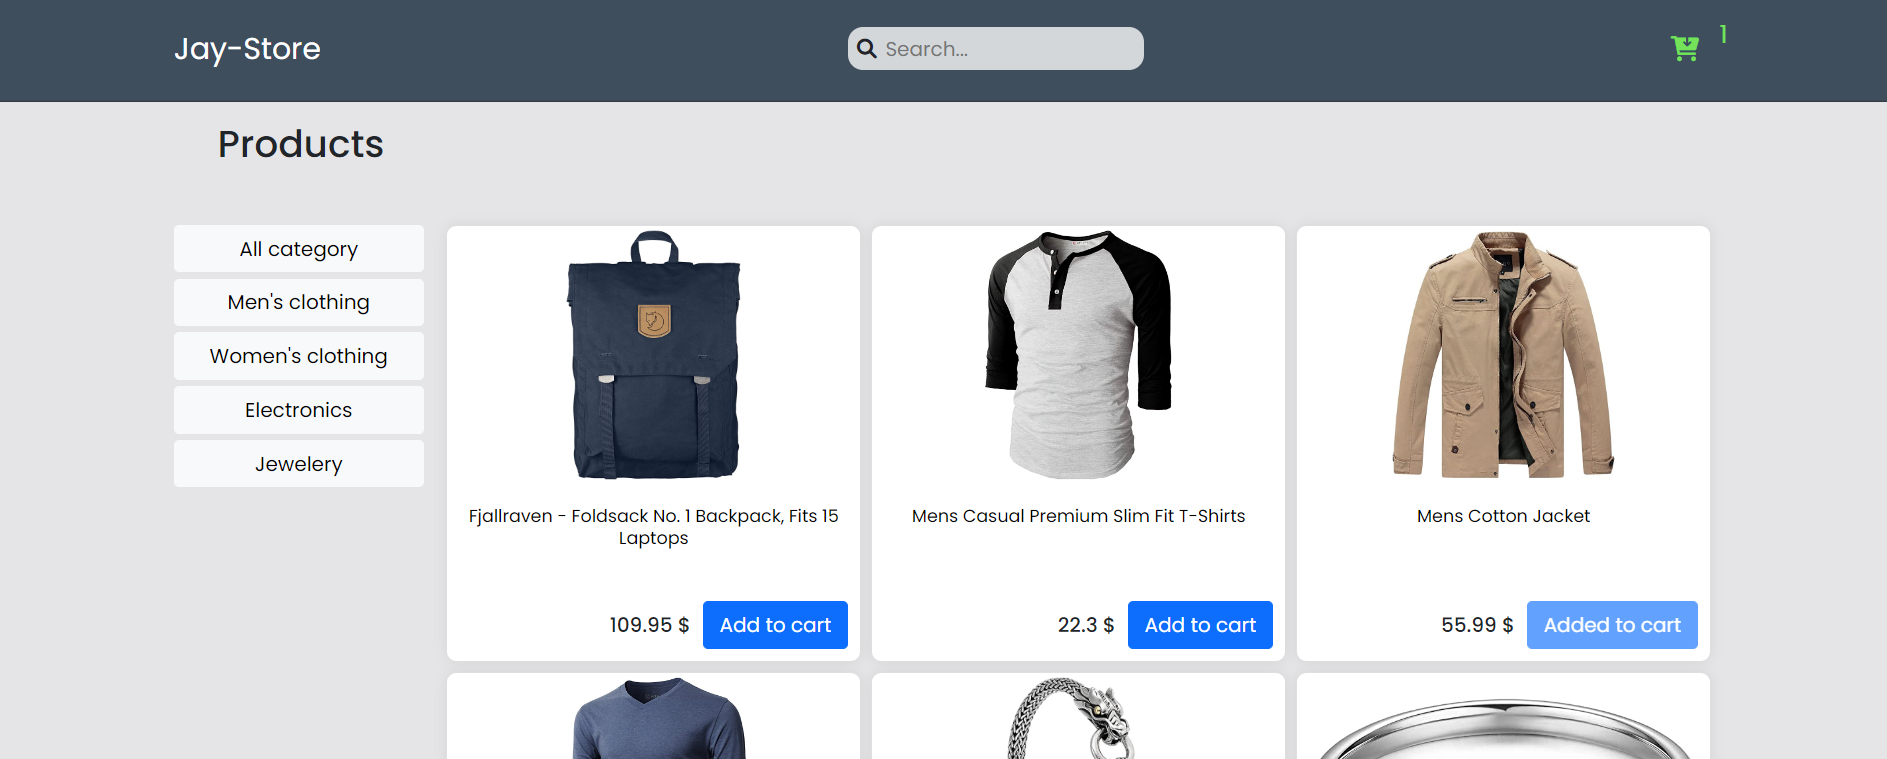 Jay-Store
Search...
1
Products
All category
Men's clothing
Women's clothing
Electronics
Jewelery
Fjallraven - Foldsack No. 1 Backpack, Fits 15
Laptops
109.95 $
Add to cart
Mens Casual Premium Slim Fit T-Shirts
22.3 $
Add to cart
Mens Cotton Jacket
55.99 $
Added to cart